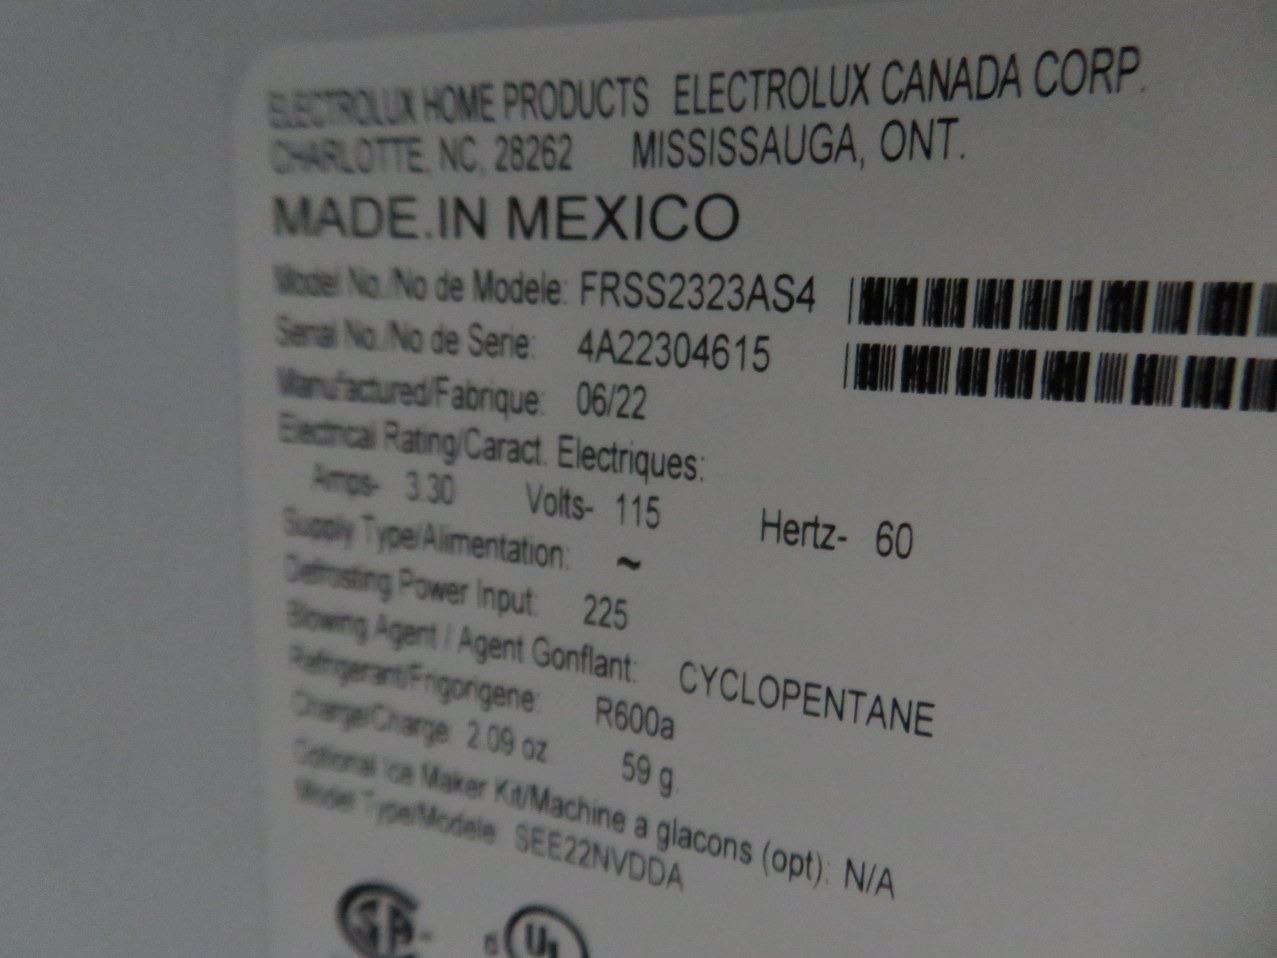 ELECTROLUX HOME PRODUCTS ELECTROLUX CANADA CORP.
CHARLOTTE, NC, 28262 MISSISSAUGA, ONT.
MADE.IN MEXICO
Model No./No de Modele: FRSS2323AS4
Serial No./No de Serie: 4A22304615
Manufactured/Fabrique: 06/22
Electrical Rating/Caract. Electriques:
Amps- 3.30 Volts- 115 Hertz- 60
Supply Type/Alimentation: ~
Defrosting Power Input: 225
Blowing Agent / Agent Gonflant: CYCLOPENTANE
Refrigerant/Frigorigene: R600a
Charge/Charge 2.09 oz 59 g.
Optional Ice Maker Kit/Machine a glacons (opt): N/A
Model Type/Modele SEE22NVDDA
SA
c UL